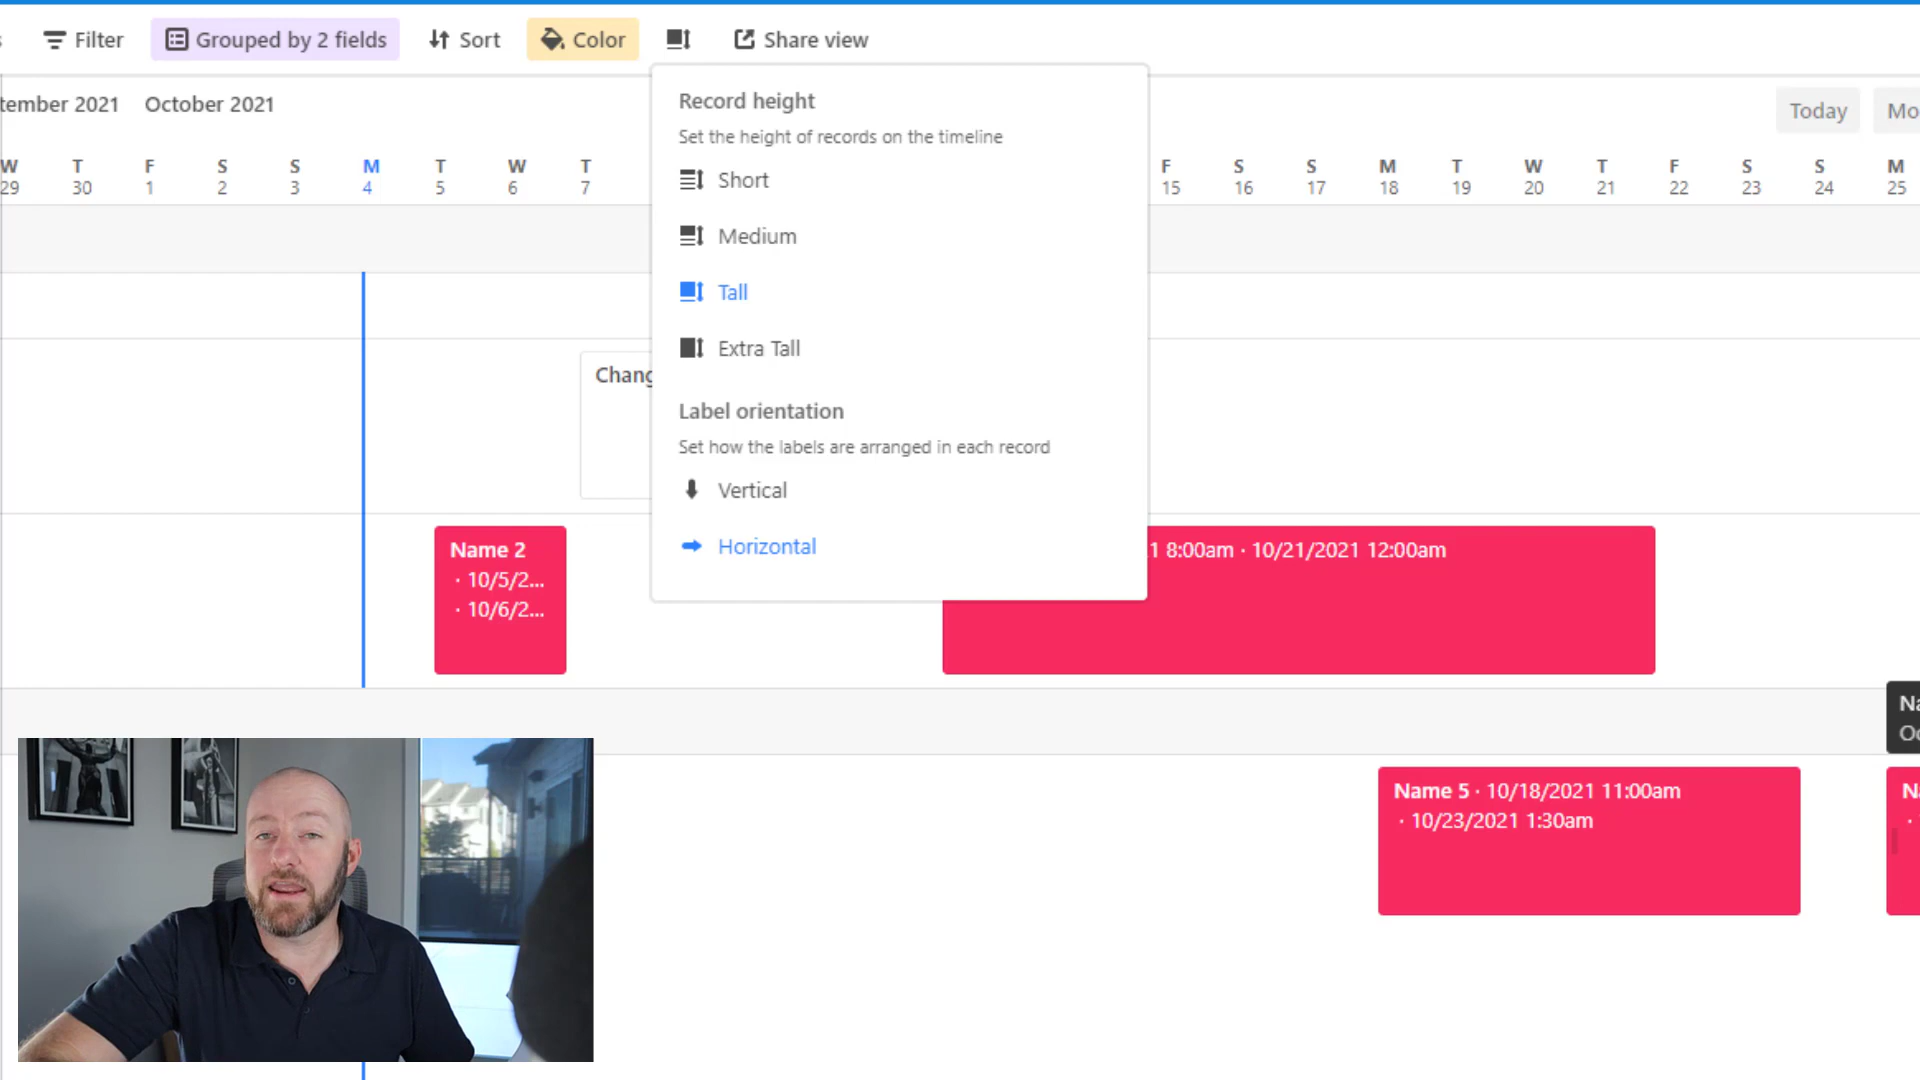 Filter Grouped by 2 fields Sort Color Share view
tember 2021 October 2021
Today Mo
W T F S S M T W T F S S M T W T F S S M
29 30 1 2 3 4 5 6 7 15 16 17 18 19 20 21 22 23 24 25
Record height
Set the height of records on the timeline
Short
Medium
Tall
Extra Tall
Label orientation
Set how the labels are arranged in each record
Vertical
Horizontal
Chang
Name 2
· 10/5/2...
· 10/6/2...
1 8:00am · 10/21/2021 12:00am
Na
Oc
Name 5 · 10/18/2021 11:00am
· 10/23/2021 1:30am
N